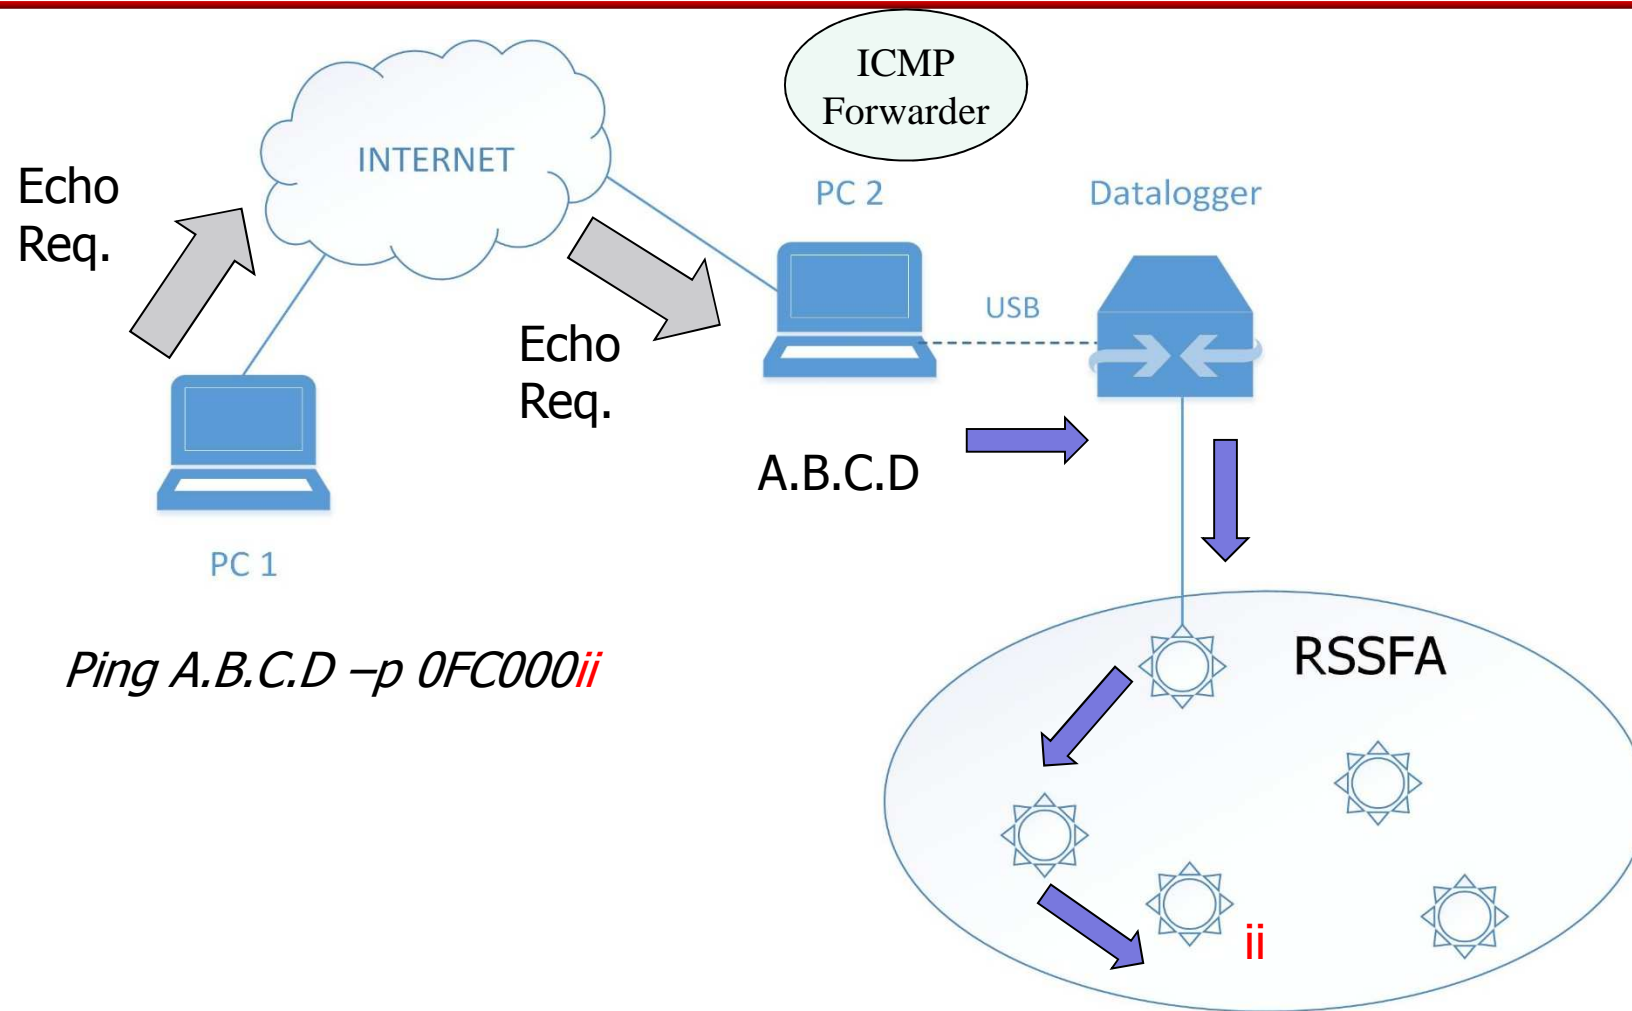 ICMP
Forwarder
INTERNET
Echo
Req.
PC 2
Datalogger
USB
Echo
Req.
A.B.C.D
PC 1
Ping A.B.C.D –p 0FC000ii
RSSFA
ii